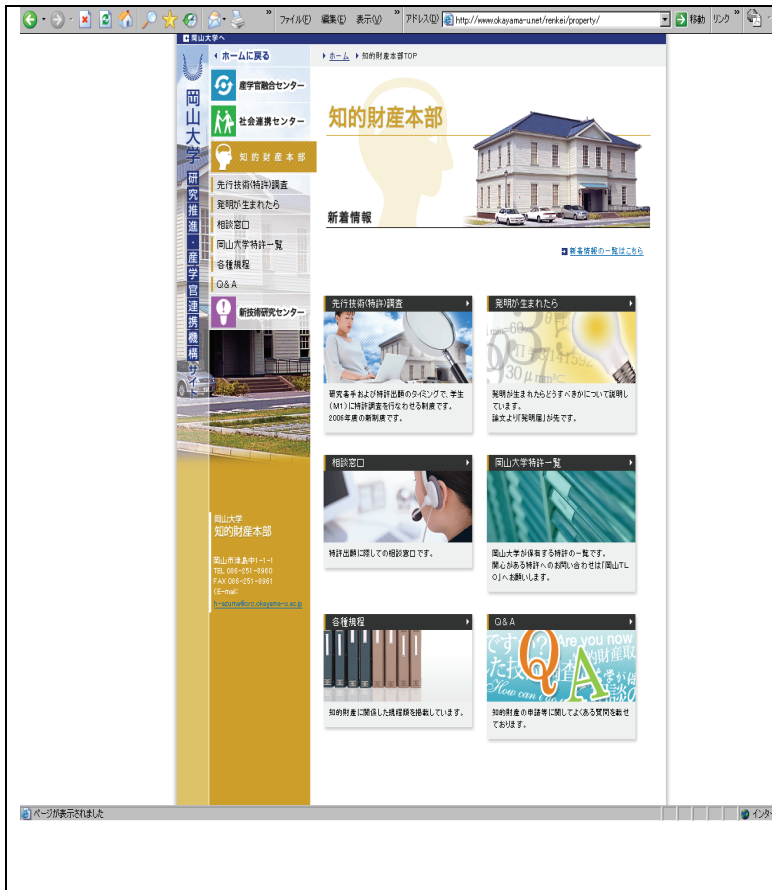 ファイル(F) 編集(E) 表示(V) アドレス(D) http://www.okayama-u.net/renkei/property/ 移動 リンク
岡山大学へ
ホームに戻る
ホーム 知的財産本部TOP
産学官融合センター
社会連携センター
知的財産本部
先行技術(特許)調査
発明が生まれたら
相談窓口
岡山大学特許一覧
各種規程
Q&A
新技術研究センター
岡山大学 研究推進・産学官連携機構サイト
岡山大学
知的財産本部
岡山市津島中1-1-1
TEL 086-251-8960
FAX 086-251-8961
(E-mail:
知的財産本部
新着情報
新着情報の一覧はこちら
先行技術(特許)調査
研究着手および特許出願のタイミングで、学生
(M1)に特許調査を行なわせる制度です。
2006年度の新制度です。
発明が生まれたら
発明が生まれたらどうすべきかについて説明し
ています。
論文より「発明届」が先です。
相談窓口
特許出願に際しての相談窓口です。
岡山大学特許一覧
岡山大学が保有する特許の一覧です。
関心がある特許へのお問い合わせは「岡山TL
O」へお願いします。
各種規程
知的財産に関係した規程類を掲載しています。
Q&A
Are you now
QA
How can i
知的財産の申請等に関してよくある質問を載せ
ております。
ページが表示されました